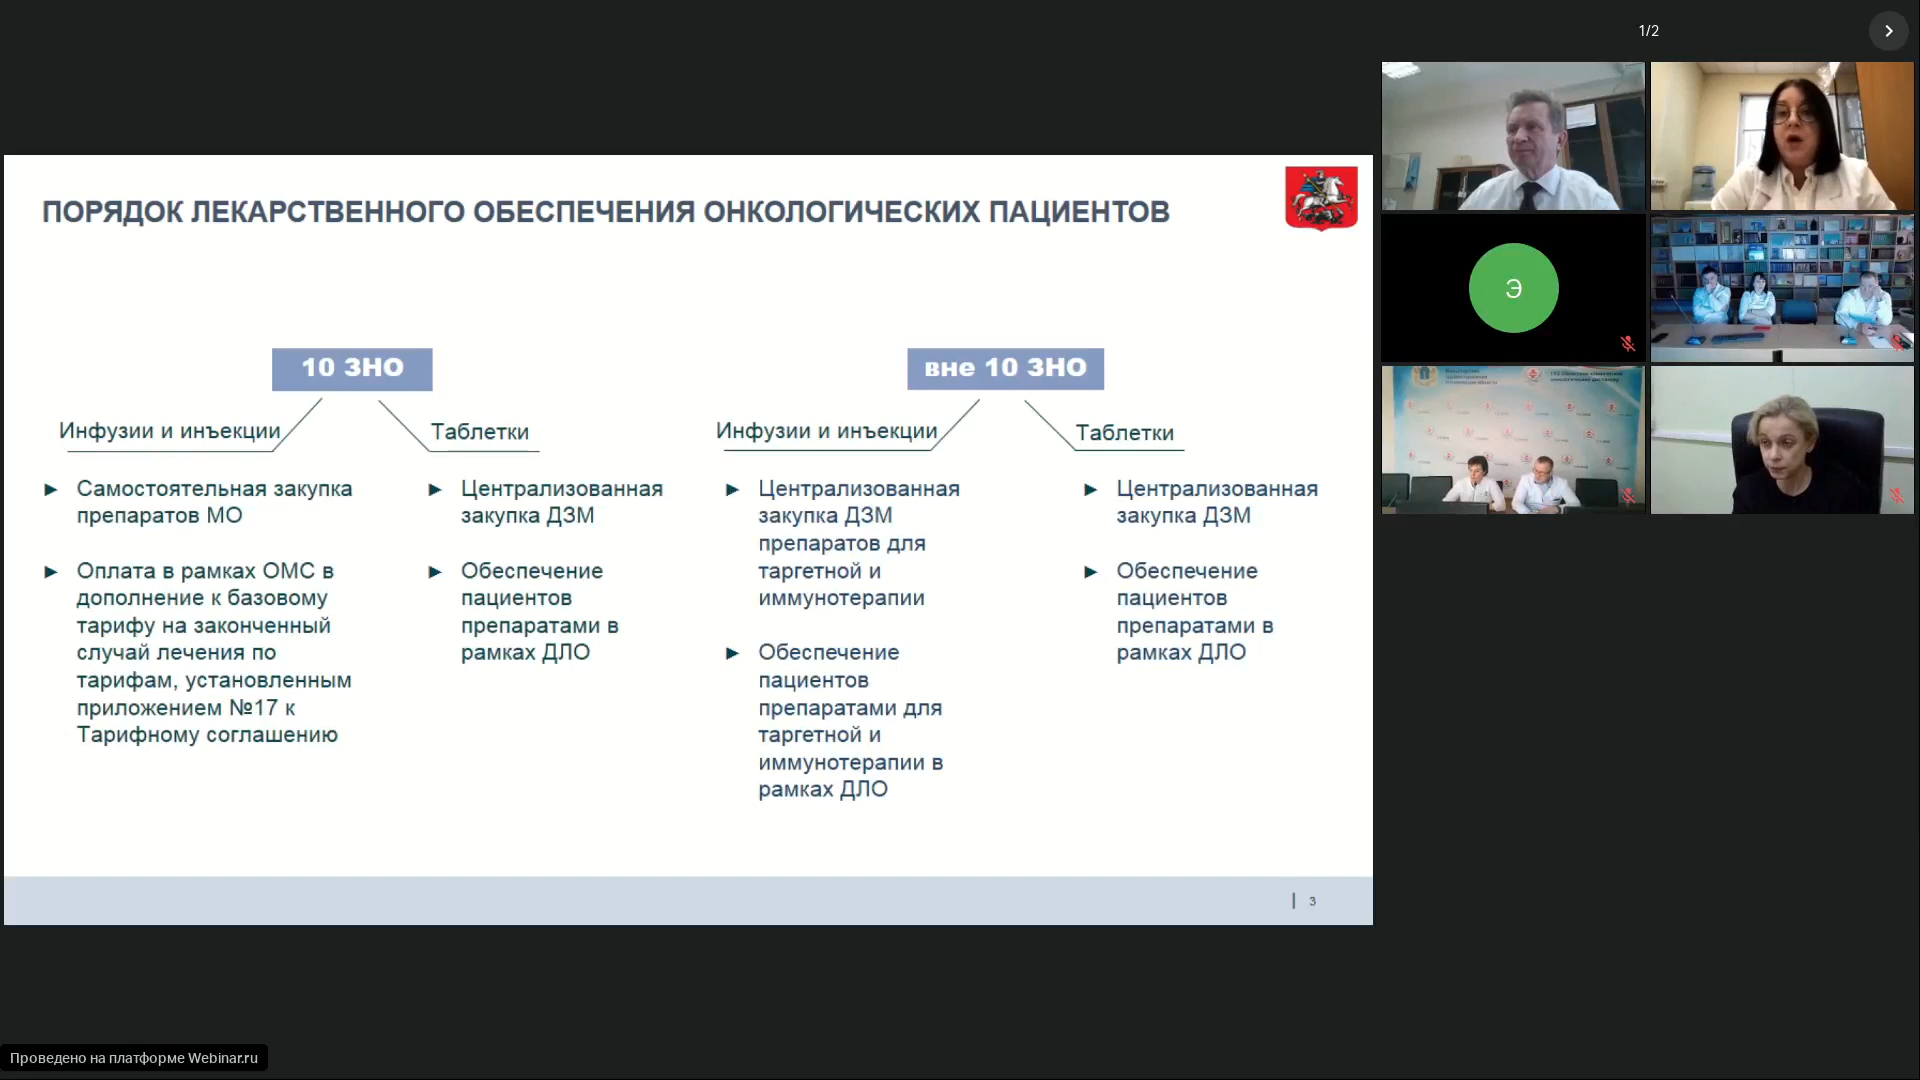 1/2
ПОРЯДОК ЛЕКАРСТВЕННОГО ОБЕСПЕЧЕНИЯ ОНКОЛОГИЧЕСКИХ ПАЦИЕНТОВ
10 ЗНО
Инфузии и инъекции
► Самостоятельная закупка
препаратов МО
► Оплата в рамках ОМС в
дополнение к базовому
тарифу на законченный
случай лечения по
тарифам, установленным
приложением №17 к
Тарифному соглашению
Таблетки
► Централизованная
закупка ДЗМ
► Обеспечение
пациентов
препаратами в
рамках ДЛО
вне 10 ЗНО
Инфузии и инъекции
► Централизованная
закупка ДЗМ
препаратов для
таргетной и
иммунотерапии
► Обеспечение
пациентов
препаратами для
таргетной и
иммунотерапии в
рамках ДЛО
Таблетки
► Централизованная
закупка ДЗМ
► Обеспечение
пациентов
препаратами в
рамках ДЛО
| 3
Э
Проведено на платформе Webinar.ru